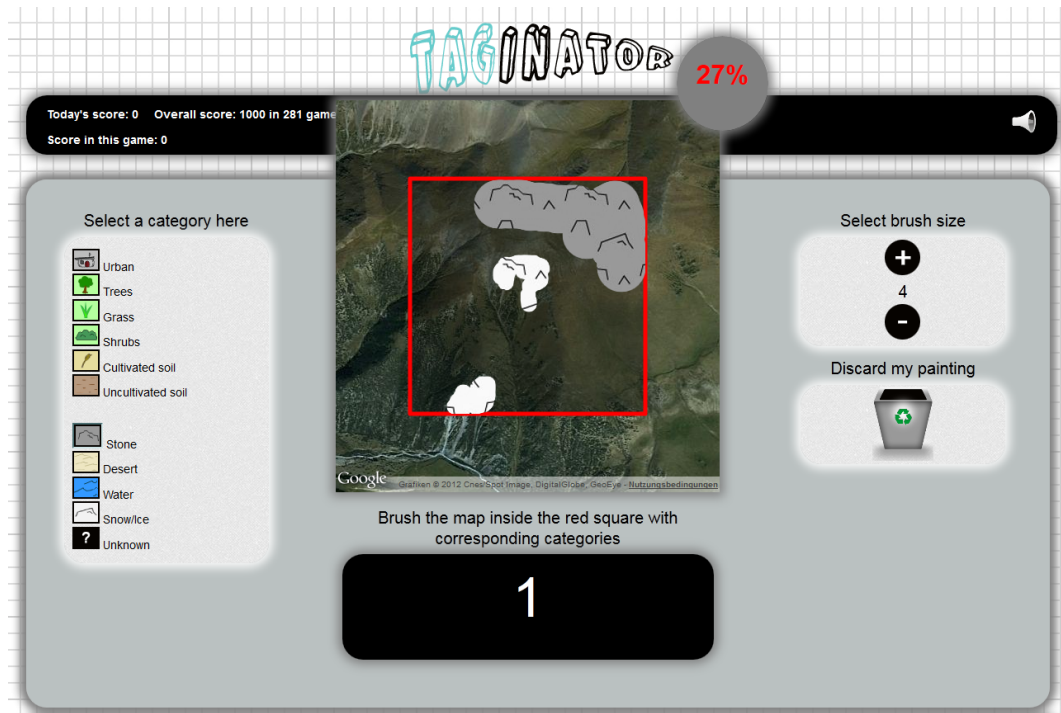 TAGINATOR
27%
Today's score: 0 Overall score: 1000 in 281 game
Score in this game: 0
Select a category here
Urban
Trees
Grass
Shrubs
Cultivated soil
Uncultivated soil
Stone
Desert
Water
Snow/Ice
? Unknown
Google
Grafiken © 2012 Cnes/Spot Image, DigitalGlobe, GeoEye - Nutzungsbedingungen
Brush the map inside the red square with
corresponding categories
1
Select brush size
+
4
-
Discard my painting